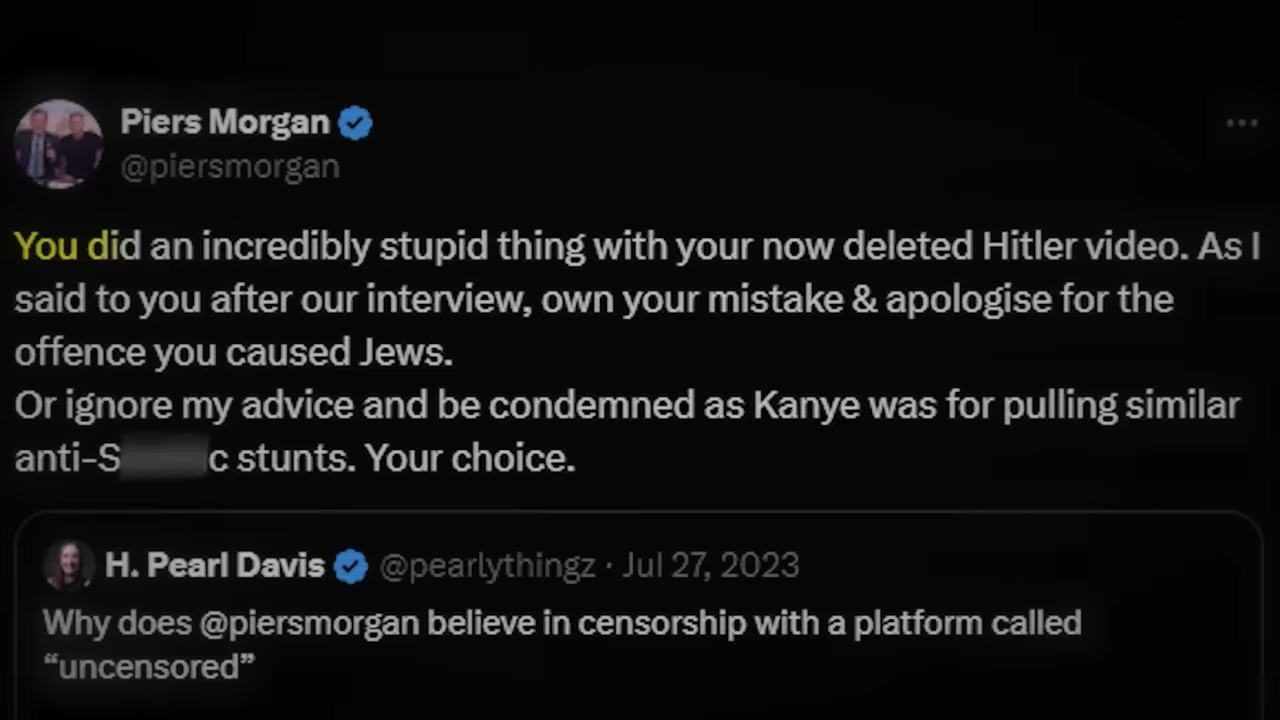 Piers Morgan
@piersmorgan
You did an incredibly stupid thing with your now deleted Hitler video. As I
said to you after our interview, own your mistake & apologise for the
offence you caused Jews.
Or ignore my advice and be condemned as Kanye was for pulling similar
anti-S c stunts. Your choice.
H. Pearl Davis @pearlythingz · Jul 27, 2023
Why does @piersmorgan believe in censorship with a platform called
“uncensored”